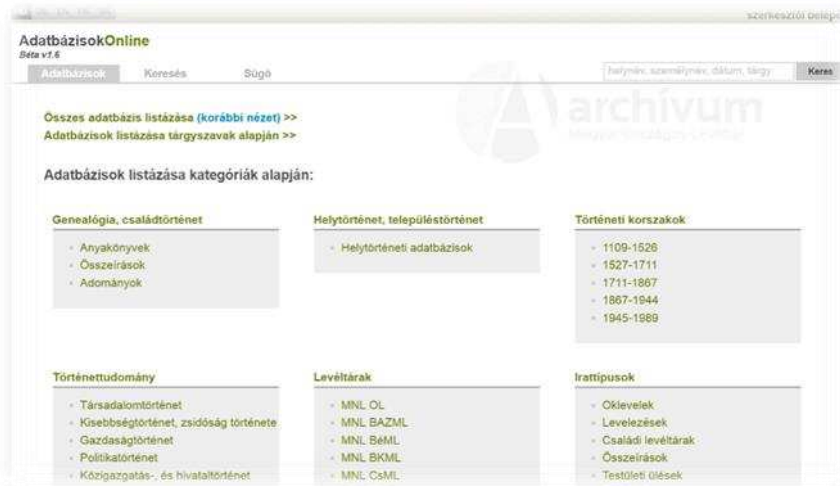 szerkesztői belépé
AdatbázisokOnline
Béta v1.6
Adatbázisok Keresés Súgó
helynév, személynév, dátum, tárgy Keres
archívum
Összes adatbázis listázása (korábbi nézet) >>
Adatbázisok listázása tárgyszavak alapján >>
Adatbázisok listázása kategóriák alapján:
Genealógia, családtörténet
Anyakönyvek
Összeírások
Adományok
Helytörténet, településtörténet
Helytörténeti adatbázisok
Történeti korszakok
1109-1526
1527-1711
1711-1867
1867-1944
1945-1989
Történettudomány
Társadalomtörténet
Kisebbségtörténet, zsidóság története
Gazdaságtörténet
Politikatörténet
Közigazgatás-, és hivataltörténet
Levéltárak
MNL OL
MNL BAZML
MNL BéML
MNL BKML
MNL CsML
Irattípusok
Oklevelek
Levelezések
Családi levéltárak
Összeírások
Testületi ülések